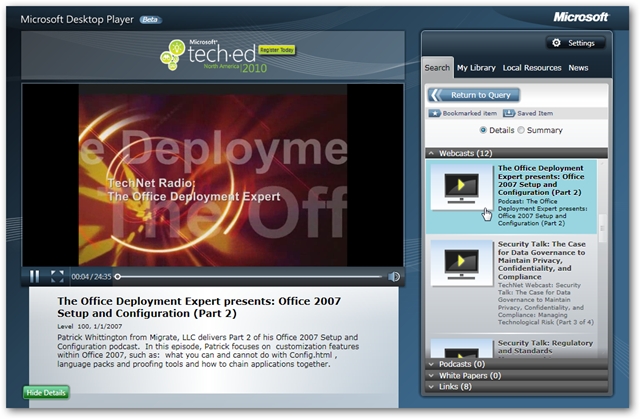 Microsoft Desktop Player Beta
Microsoft
Microsoft®
tech·ed
Register Today
North America | 2010
e Deployme
e Deployme
TechNet Radio:
The Office Deployment Expert
The Off
00:04 / 24:35
The Office Deployment Expert presents: Office 2007
Setup and Configuration (Part 2)
Level 100, 1/1/2007
Patrick Whittington from Migrate, LLC delivers Part 2 of his Office 2007 Setup and
Configuration podcast. In this episode, Patrick focuses on customization features
within Office 2007, such as: what you can and cannot do with Config.html ,
language packs and proofing tools and how to chain applications together.
Hide Details
Settings
Search My Library Local Resources News
Return to Query
Bookmarked item Saved Item
Details Summary
Webcasts (12)
The Office Deployment
Expert presents: Office
2007 Setup and
Configuration (Part 2)
Podcast: The Office
Deployment Expert presents:
Office 2007 Setup and
Configuration (Part 2)
Security Talk: The Case
for Data Governance to
Maintain Privacy,
Confidentiality, and
Compliance
TechNet Webcast: Security
Talk: The Case for Data
Governance to Maintain
Privacy, Confidentiality, and
Compliance: Managing
Technological Risk (Part 3 of 4)
Security Talk: Regulatory
and Standards
Podcasts (0)
White Papers (0)
Links (8)